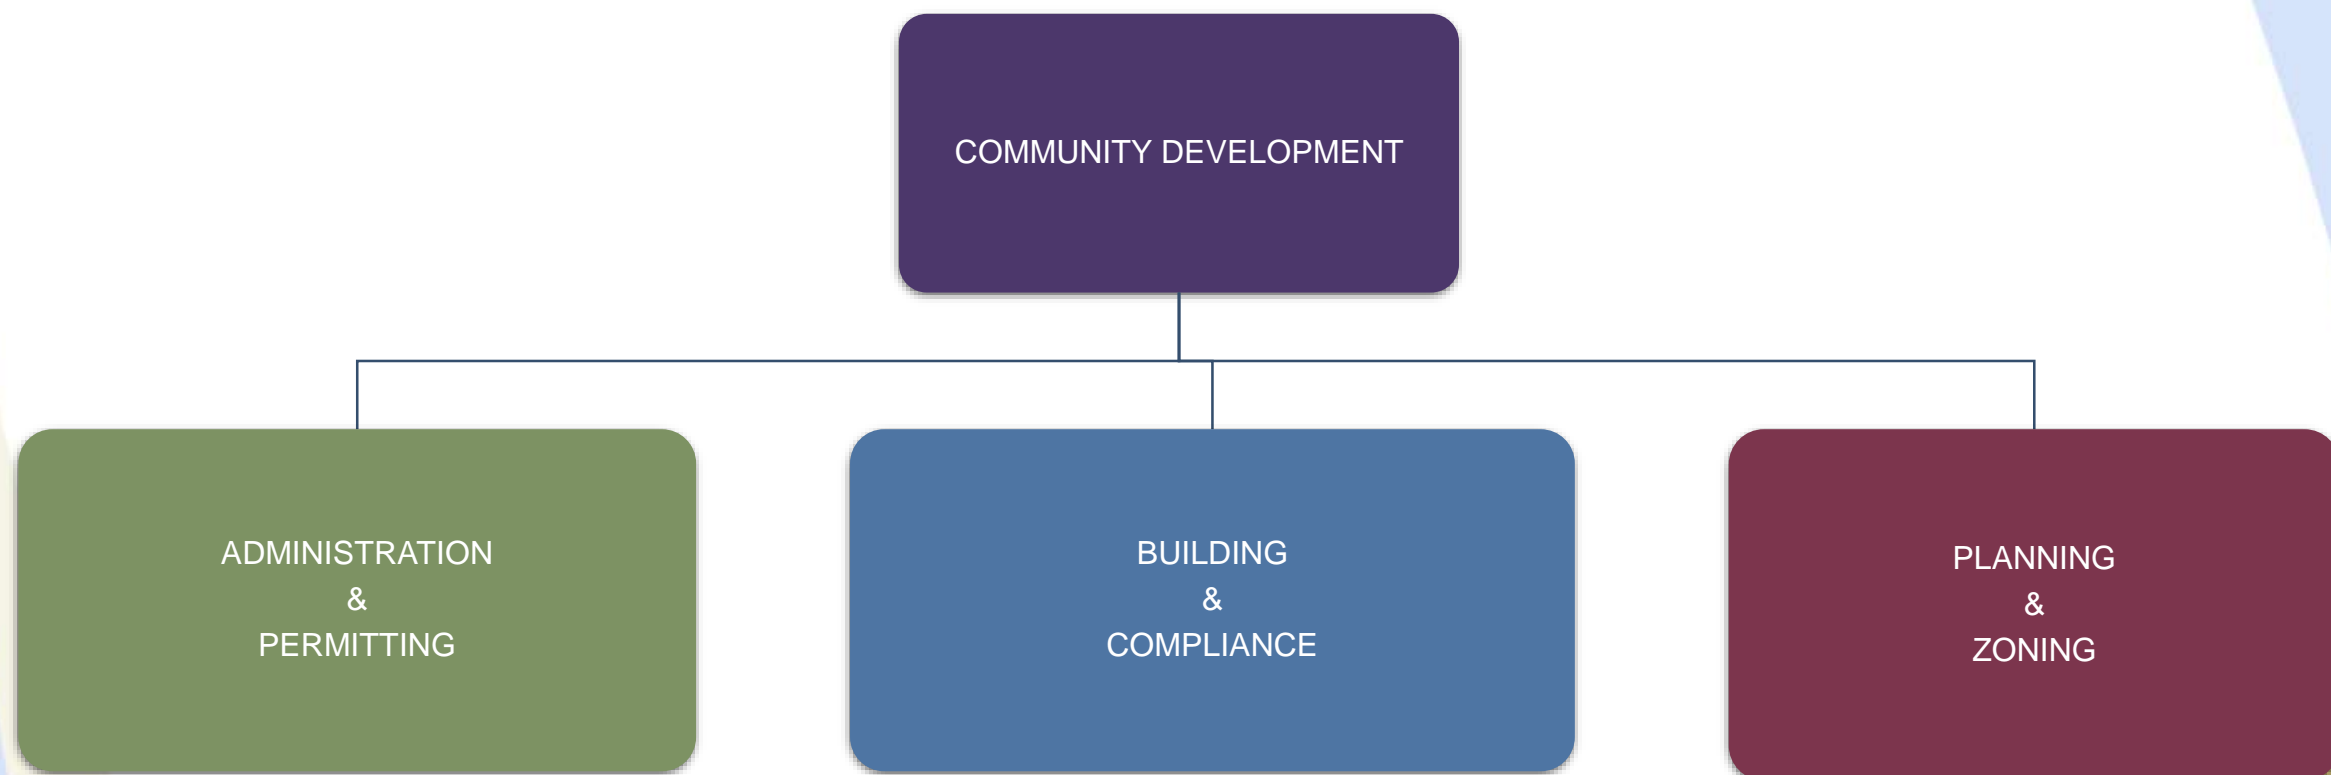 COMMUNITY DEVELOPMENT
ADMINISTRATION
&
PERMITTING
BUILDING
&
COMPLIANCE
PLANNING
&
ZONING